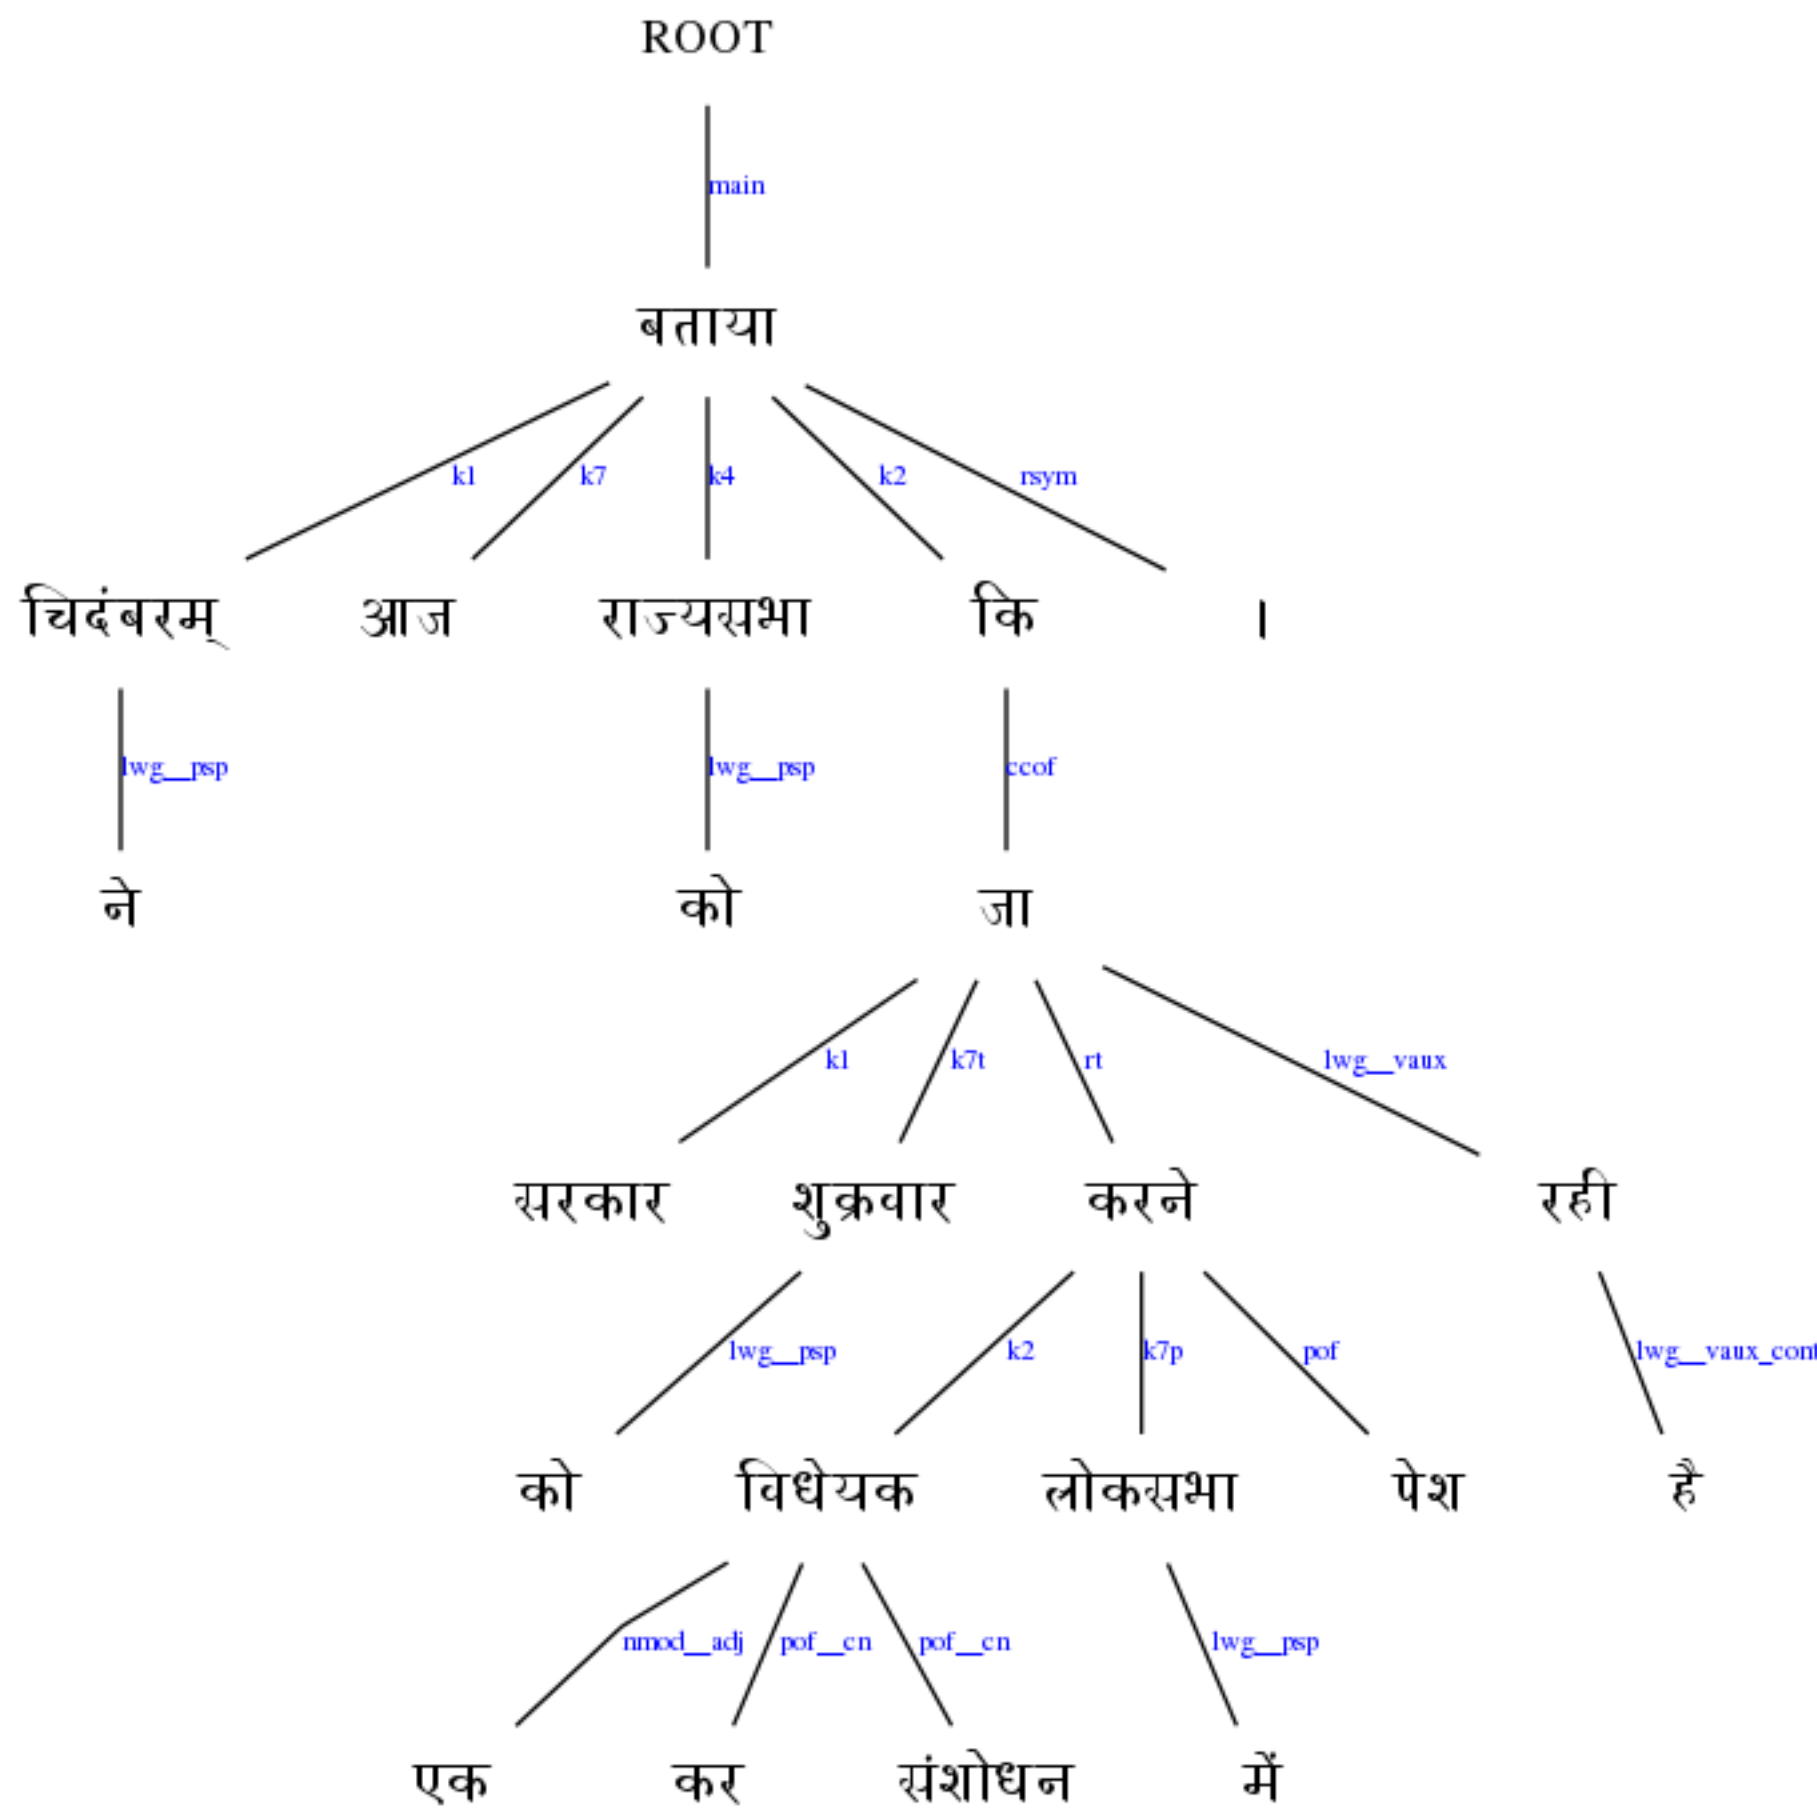 ROOT
main
बताया
k1 k7 k4 k2 rsym
चिदंबरम् आज राज्यसभा कि ।
lwg__psp lwg__psp ccof
ने को जा
k1 k7t rt lwg__vaux
सरकार शुक्रवार करने रही
lwg__psp k2 k7p pof lwg__vaux_cont
को विधेयक लोकसभा पेश है
nmod__adj pof__cn pof__cn lwg__psp
एक कर संशोधन में